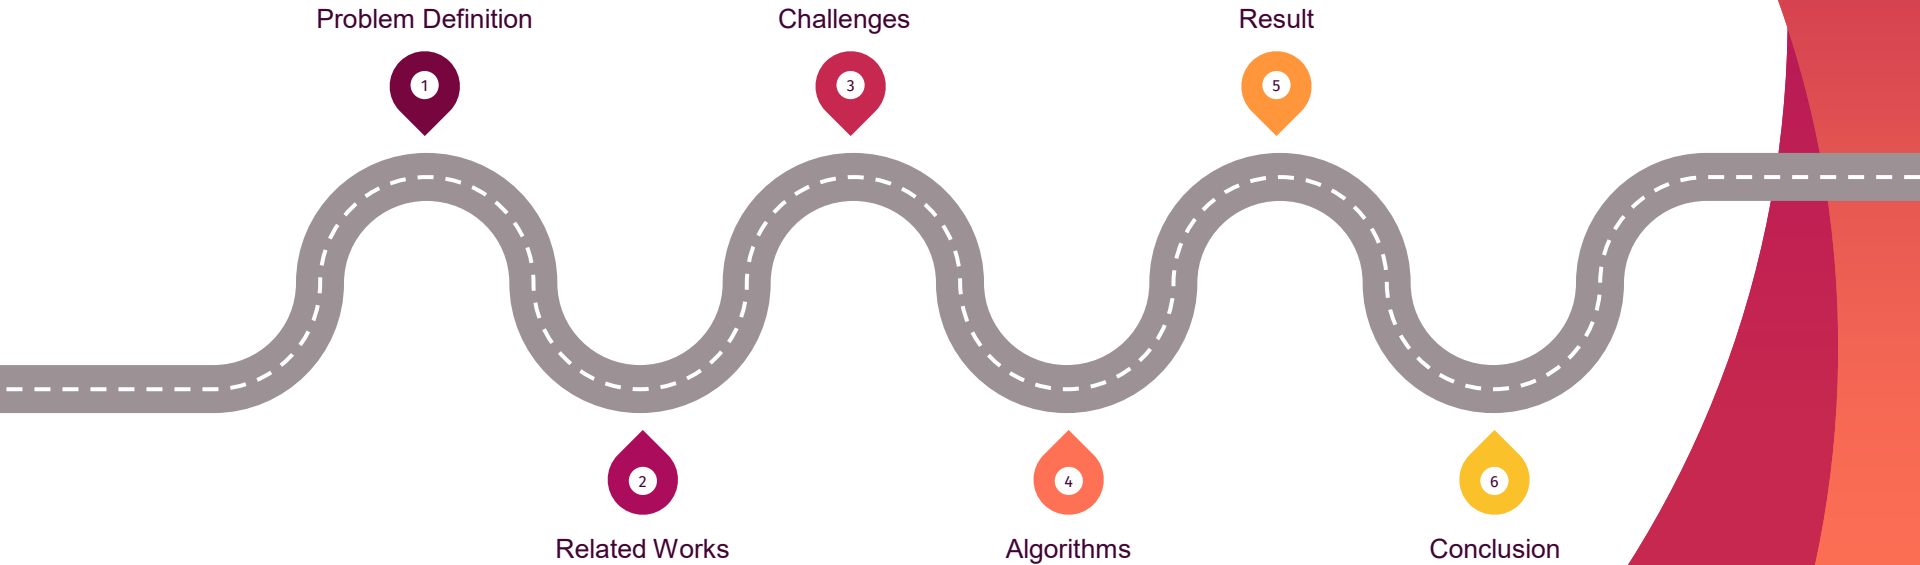 Problem Definition
1
Related Works
2
Challenges
3
Algorithms
4
Result
5
Conclusion
6